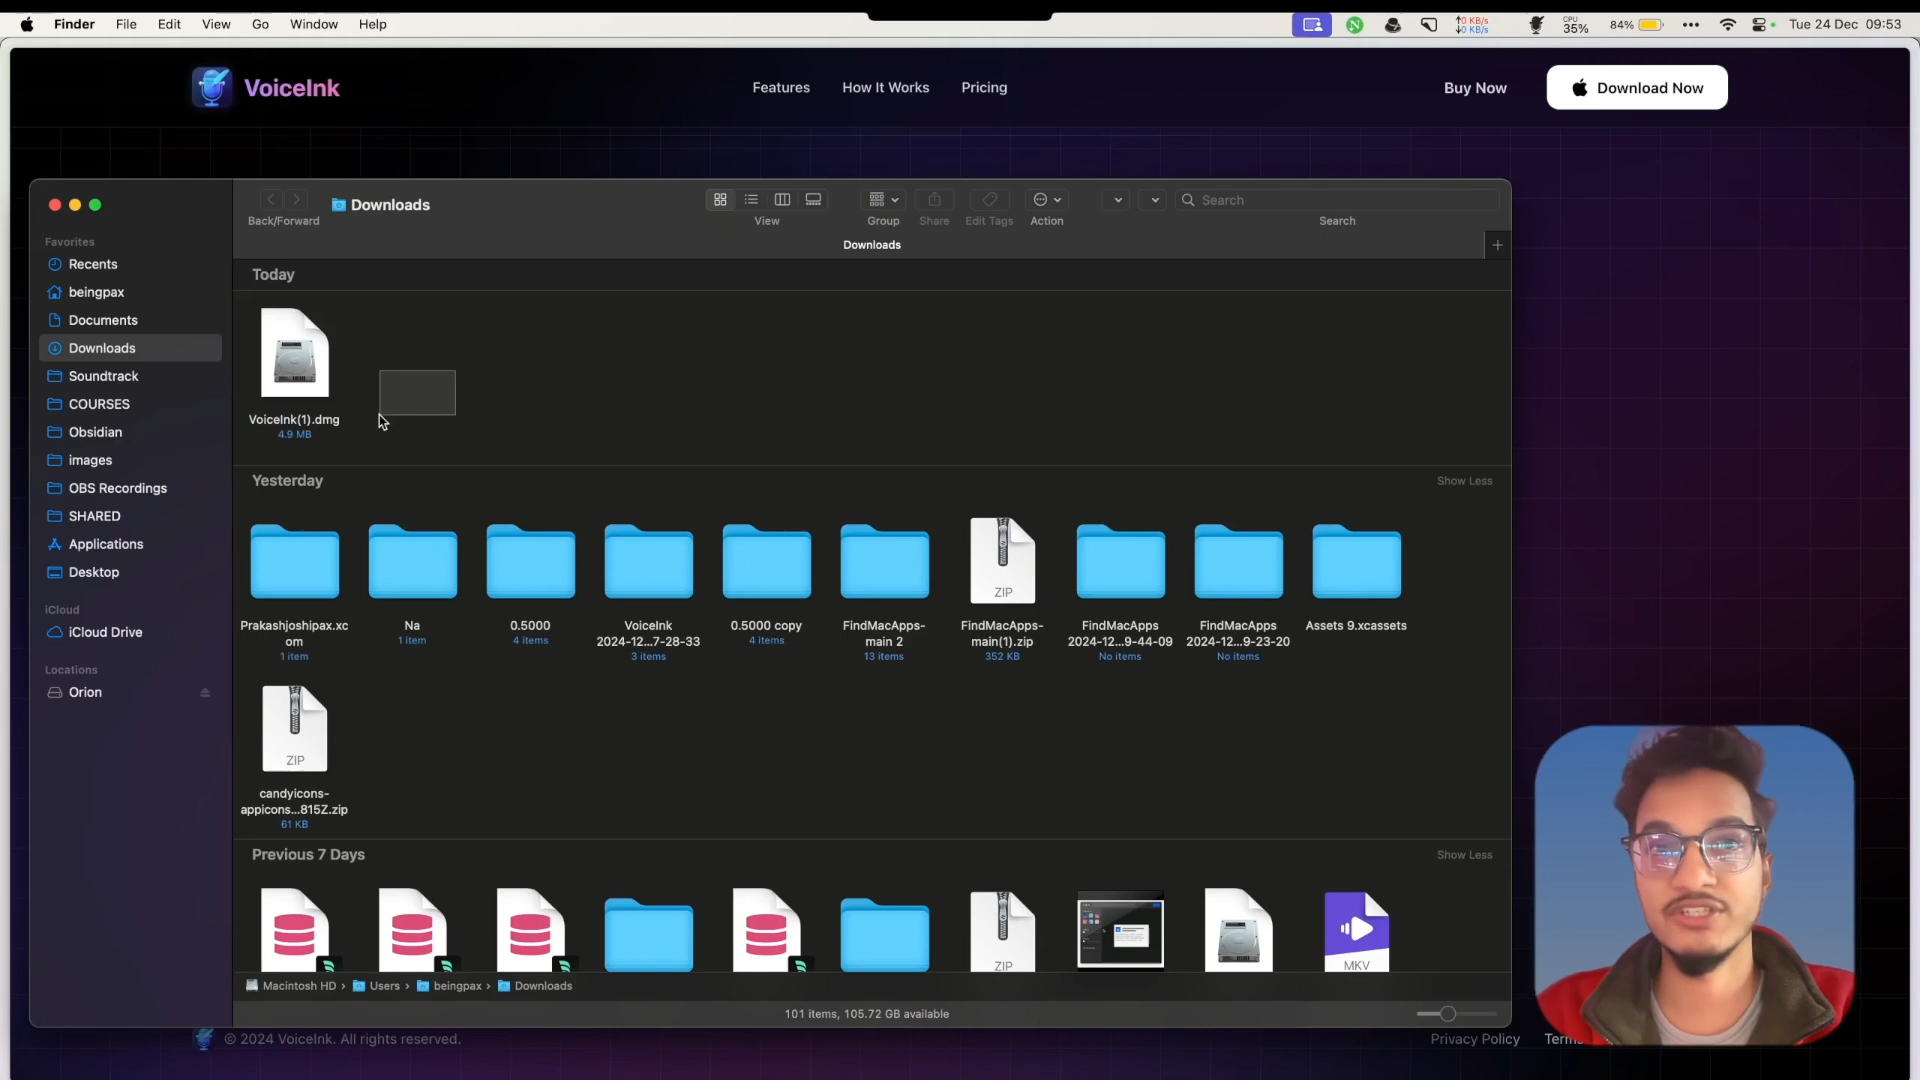 Finder File Edit View Go Window Help
0 KB/s
0 KB/s
CPU
35%
84%
Tue 24 Dec 09:53
VoiceInk
Features How It Works Pricing
Buy Now
Download Now
Back/Forward
Downloads
View
Group
Share
Edit Tags
Action
Search
Search
Downloads
Favorites
Recents
beingpax
Documents
Downloads
Soundtrack
COURSES
Obsidian
images
OBS Recordings
SHARED
Applications
Desktop
iCloud
iCloud Drive
Locations
Orion
Today
VoiceInk(1).dmg
4.9 MB
Yesterday
Show Less
ZIP
Prakashjoshipax.xc
om
1 item
Na
1 item
0.5000
4 items
VoiceInk
2024-12...7-28-33
3 items
0.5000 copy
4 items
FindMacApps-
main 2
13 items
FindMacApps-
main(1).zip
352 KB
FindMacApps
2024-12...9-44-09
No items
FindMacApps
2024-12...9-23-20
No items
Assets 9.xcassets
ZIP
candyicons-
appicons...815Z.zip
61 KB
Previous 7 Days
Show Less
ZIP
MKV
Macintosh HD › Users › beingpax › Downloads
101 items, 105.72 GB available
© 2024 VoiceInk. All rights reserved.
Privacy Policy